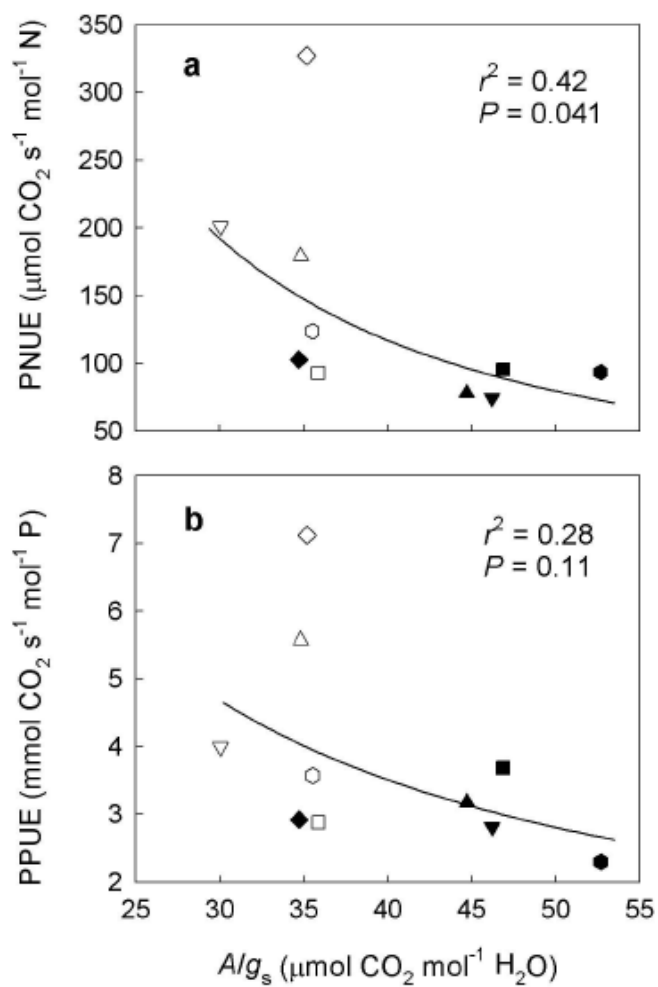 350
300
250
200
150
100
50
PNUE (μmol CO₂ s⁻¹ mol⁻¹ N)
a
r² = 0.42
P = 0.041
8
7
6
5
4
3
2
PPUE (mmol CO₂ s⁻¹ mol⁻¹ P)
b
r² = 0.28
P = 0.11
25 30 35 40 45 50 55
A/gₛ (μmol CO₂ mol⁻¹ H₂O)